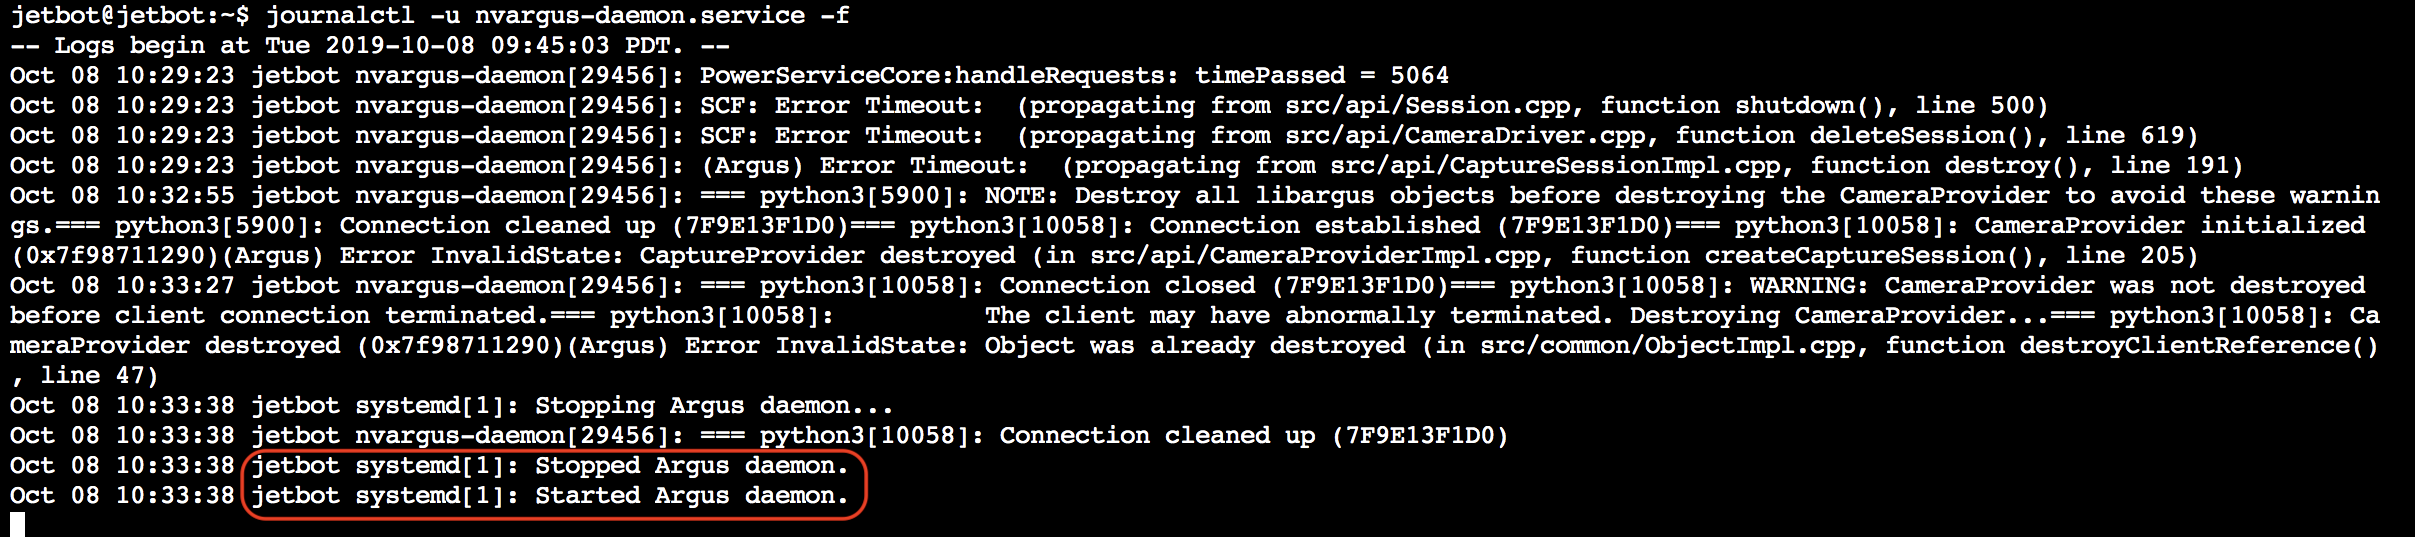 jetbot@jetbot:~$ journalctl -u nvargus-daemon.service -f
-- Logs begin at Tue 2019-10-08 09:45:03 PDT. --
Oct 08 10:29:23 jetbot nvargus-daemon[29456]: PowerServiceCore:handleRequests: timePassed = 5064
Oct 08 10:29:23 jetbot nvargus-daemon[29456]: SCF: Error Timeout:  (propagating from src/api/Session.cpp, function shutdown(), line 500)
Oct 08 10:29:23 jetbot nvargus-daemon[29456]: SCF: Error Timeout:  (propagating from src/api/CameraDriver.cpp, function deleteSession(), line 619)
Oct 08 10:29:23 jetbot nvargus-daemon[29456]: (Argus) Error Timeout:  (propagating from src/api/CaptureSessionImpl.cpp, function destroy(), line 191)
Oct 08 10:32:55 jetbot nvargus-daemon[29456]: === python3[5900]: NOTE: Destroy all libargus objects before destroying the CameraProvider to avoid these warnin
gs.=== python3[5900]: Connection cleaned up (7F9E13F1D0)=== python3[10058]: Connection established (7F9E13F1D0)=== python3[10058]: CameraProvider initialized
(0x7f98711290)(Argus) Error InvalidState: CaptureProvider destroyed (in src/api/CameraProviderImpl.cpp, function createCaptureSession(), line 205)
Oct 08 10:33:27 jetbot nvargus-daemon[29456]: === python3[10058]: Connection closed (7F9E13F1D0)=== python3[10058]: WARNING: CameraProvider was not destroyed
before client connection terminated.=== python3[10058]:          The client may have abnormally terminated. Destroying CameraProvider...=== python3[10058]: Ca
meraProvider destroyed (0x7f98711290)(Argus) Error InvalidState: Object was already destroyed (in src/common/ObjectImpl.cpp, function destroyClientReference()
, line 47)
Oct 08 10:33:38 jetbot systemd[1]: Stopping Argus daemon...
Oct 08 10:33:38 jetbot nvargus-daemon[29456]: === python3[10058]: Connection cleaned up (7F9E13F1D0)
Oct 08 10:33:38 jetbot systemd[1]: Stopped Argus daemon.
Oct 08 10:33:38 jetbot systemd[1]: Started Argus daemon.